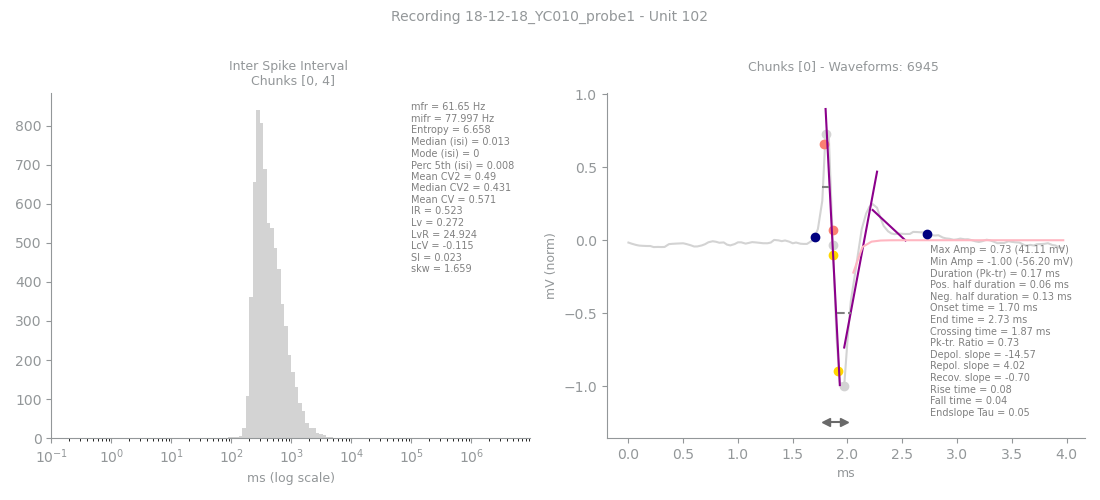 Recording 18-12-18_YC010_probe1 - Unit 102
Inter Spike Interval
Chunks [0, 4]
mfr = 61.65 Hz
mifr = 77.997 Hz
Entropy = 6.658
Median (isi) = 0.013
Mode (isi) = 0
Perc 5th (isi) = 0.008
Mean CV2 = 0.49
Median CV2 = 0.431
Mean CV = 0.571
IR = 0.523
Lv = 0.272
LvR = 24.924
LcV = -0.115
SI = 0.023
skw = 1.659
800
700
600
500
400
300
200
100
0
10⁻¹ 10⁰ 10¹ 10² 10³ 10⁴ 10⁵ 10⁶
ms (log scale)
Chunks [0] - Waveforms: 6945
mV (norm)
1.0
0.5
0.0
−0.5
−1.0
Max Amp = 0.73 (41.11 mV)
Min Amp = -1.00 (-56.20 mV)
Duration (Pk-tr) = 0.17 ms
Pos. half duration = 0.06 ms
Neg. half duration = 0.13 ms
Onset time = 1.70 ms
End time = 2.73 ms
Crossing time = 1.87 ms
Pk-tr. Ratio = 0.73
Depol. slope = -14.57
Repol. slope = 4.02
Recov. slope = -0.70
Rise time = 0.08
Fall time = 0.04
Endslope Tau = 0.05
0.0 0.5 1.0 1.5 2.0 2.5 3.0 3.5 4.0
ms